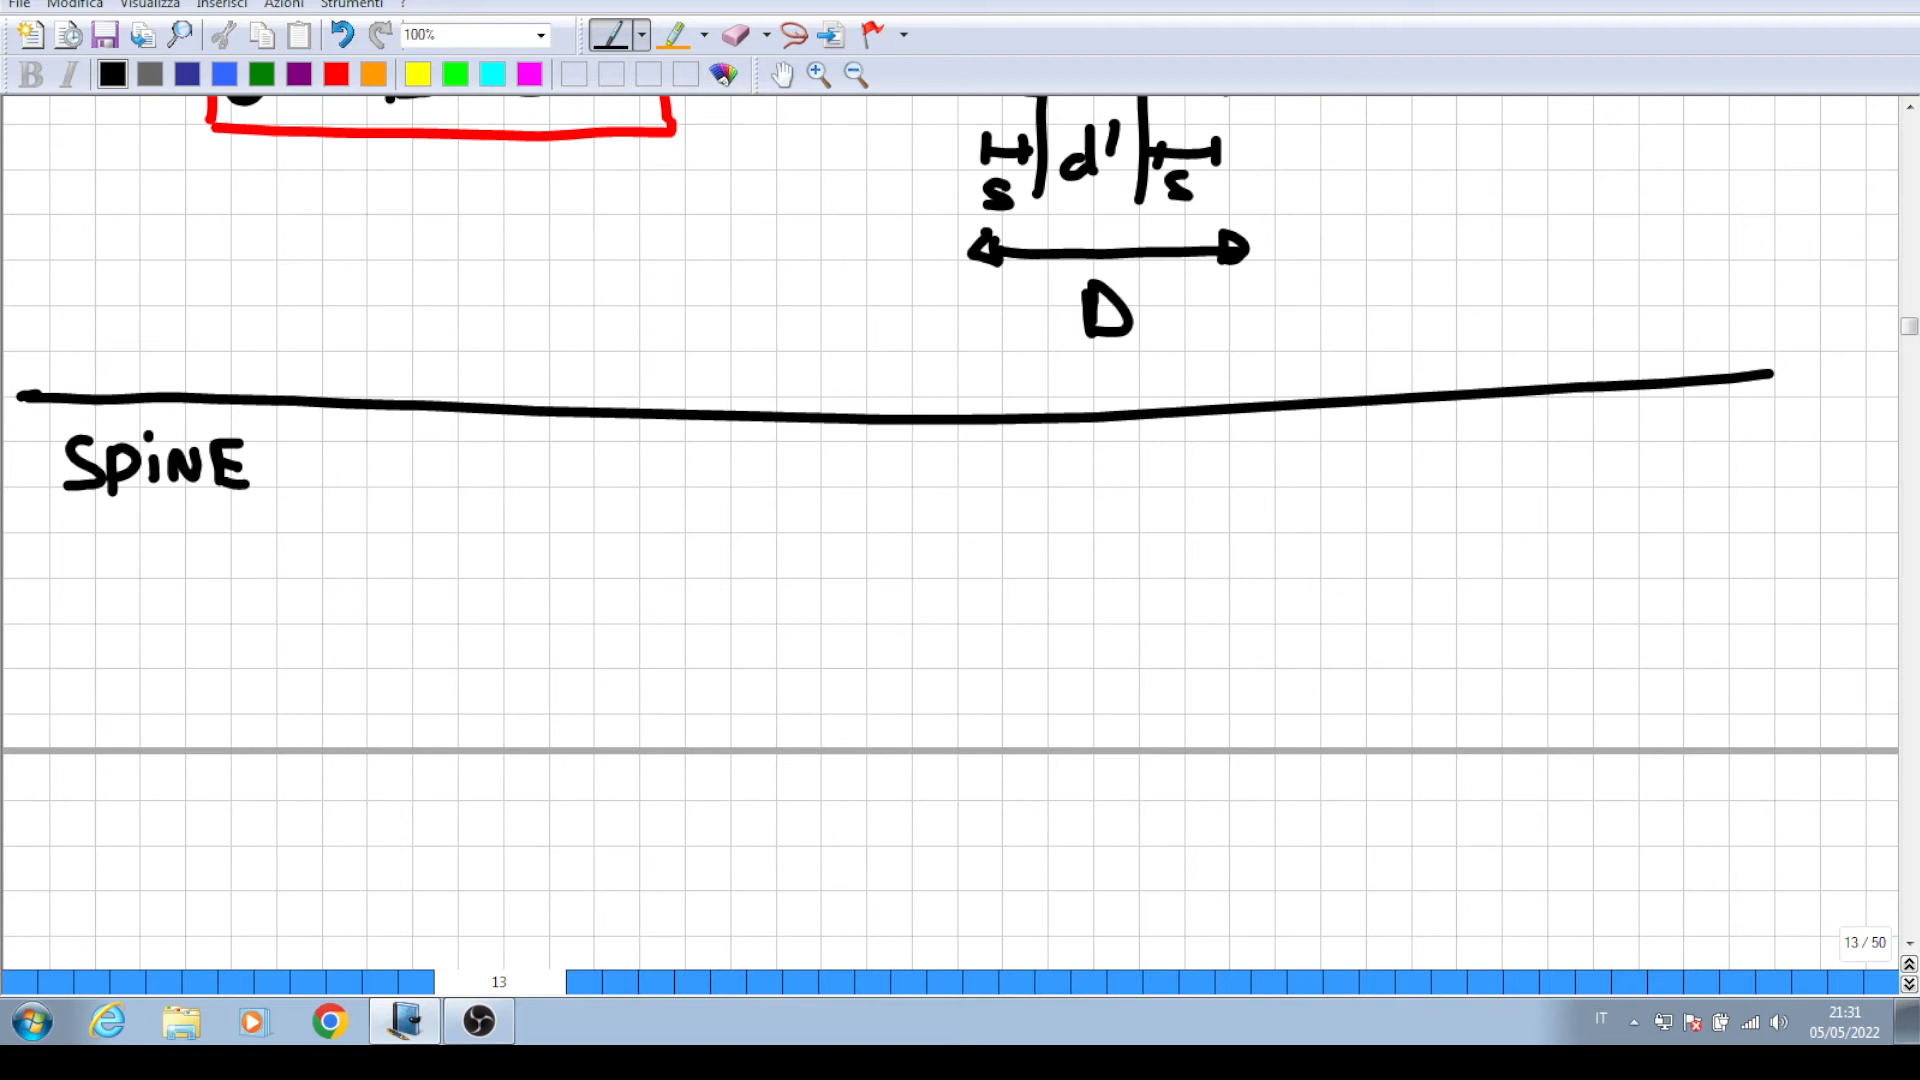 File Modifica Visualizza Inserisci Azioni Strumenti ?
100%
B I
d'
s s
D
SPiNE
13 / 50
13
IT
21:31
05/05/2022